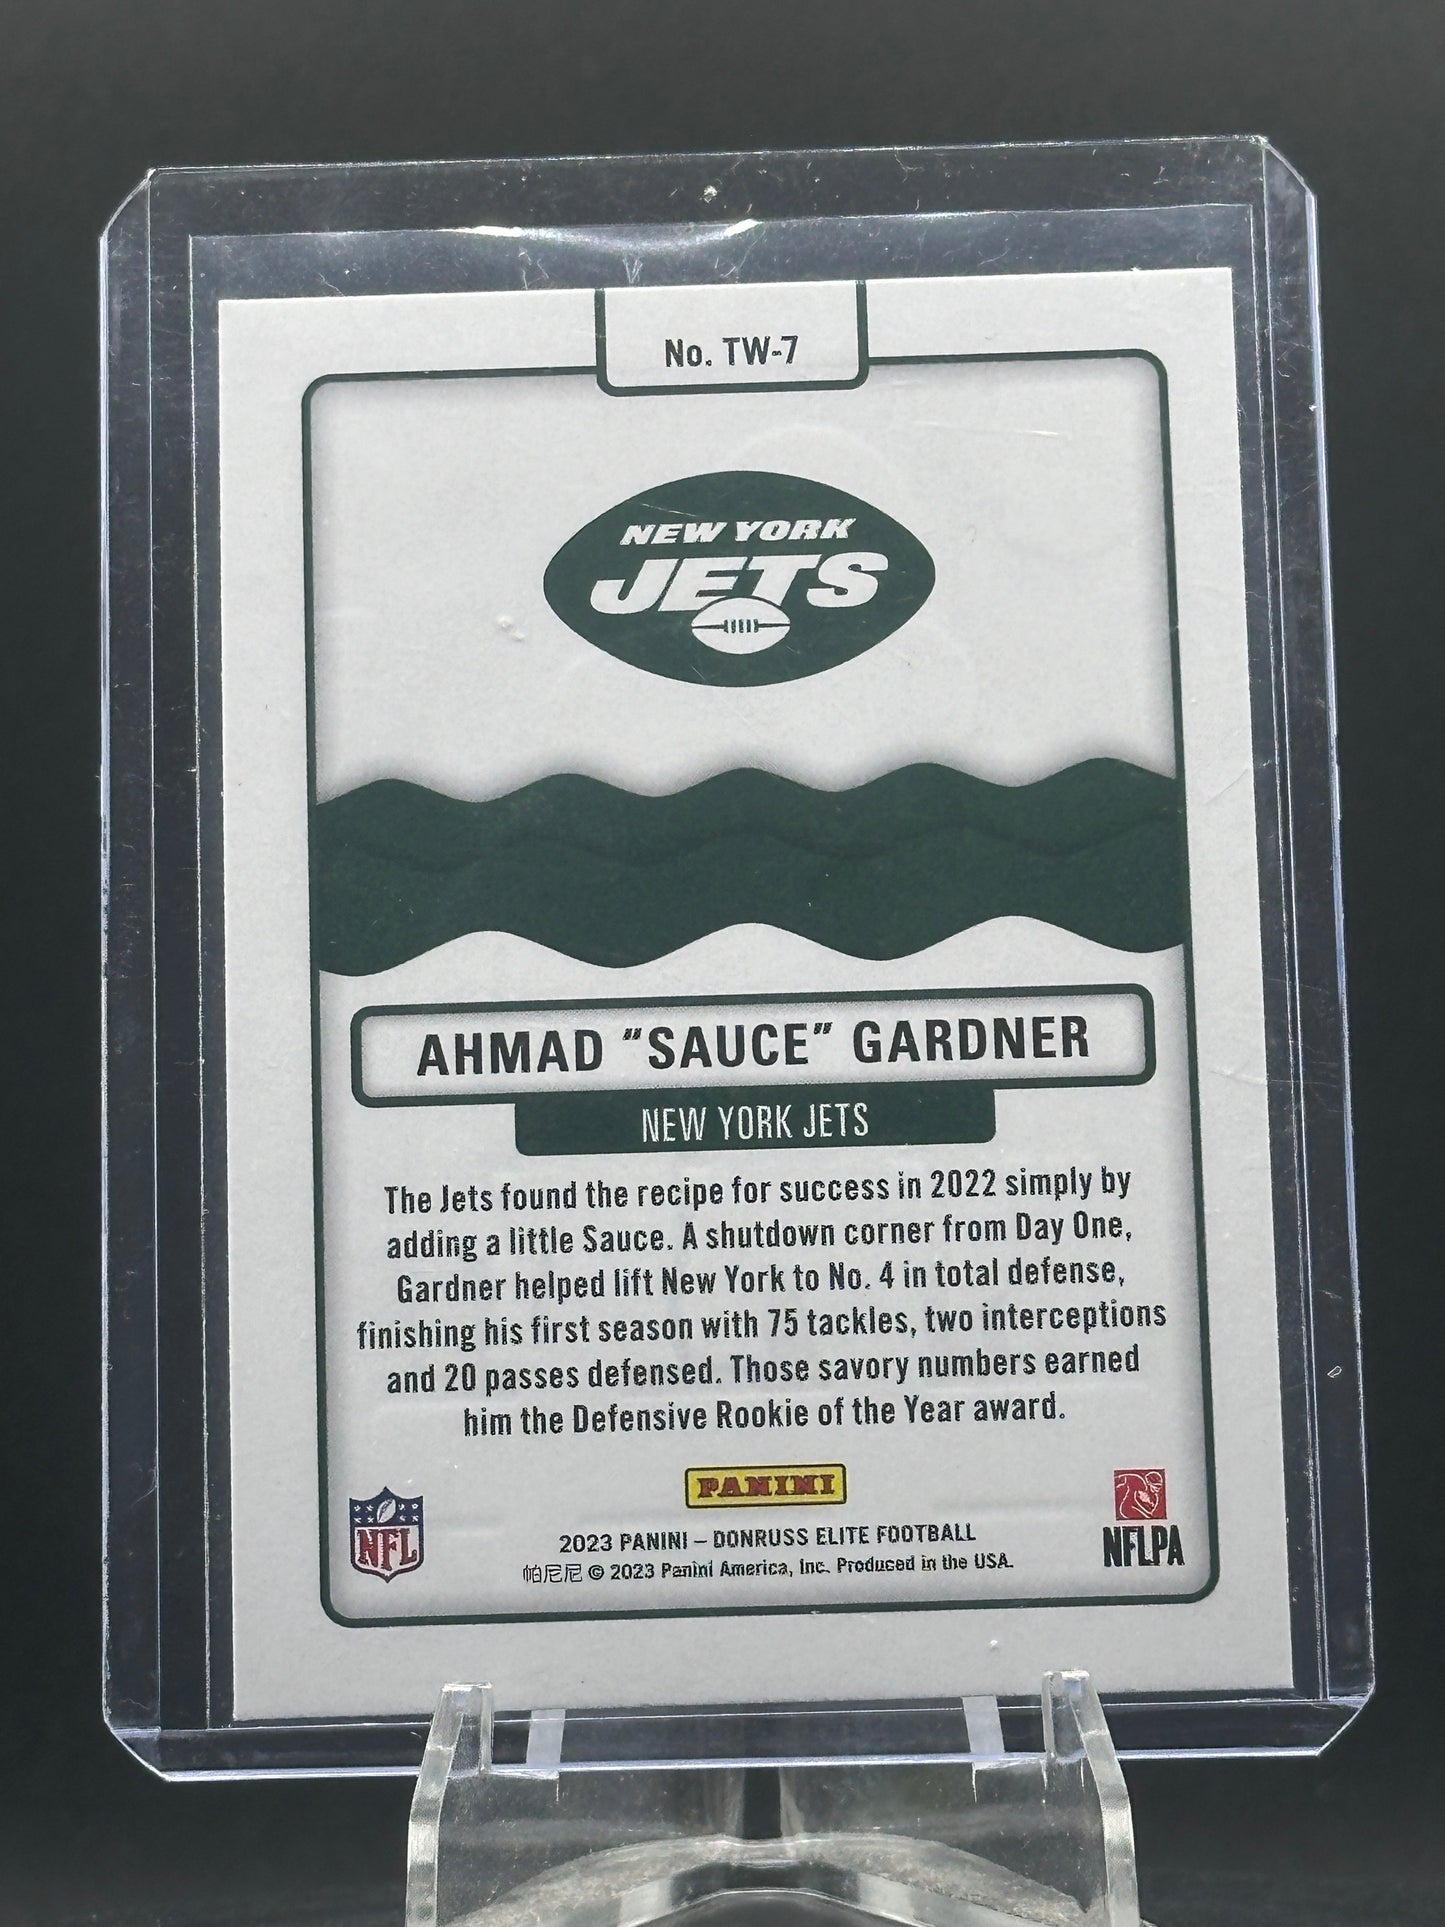 No. TW-7
NEW YORK
JETS
AHMAD "SAUCE" GARDNER
NEW YORK JETS
The Jets found the recipe for success in 2022 simply by
adding a little Sauce. A shutdown corner from Day One,
Gardner helped lift New York to No. 4 in total defense,
finishing his first season with 75 tackles, two interceptions
and 20 passes defensed. Those savory numbers earned
him the Defensive Rookie of the Year award.
PANINI
NFL
NFLPA
2023 PANINI – DONRUSS ELITE FOOTBALL
帕尼尼 © 2023 Panini America, Inc. Produced in the USA.